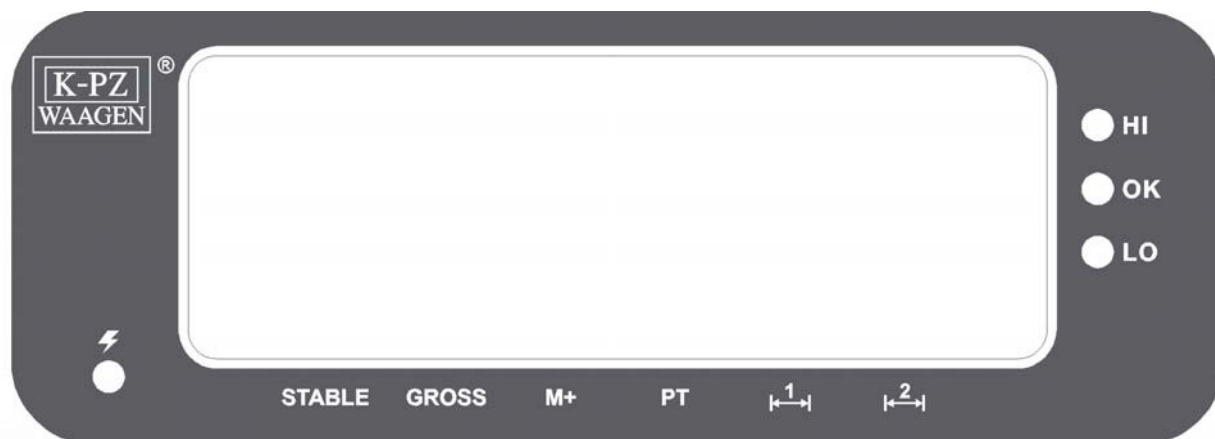 K-PZ ®
WAAGEN
HI
OK
LO
STABLE GROSS M+ PT 1 2